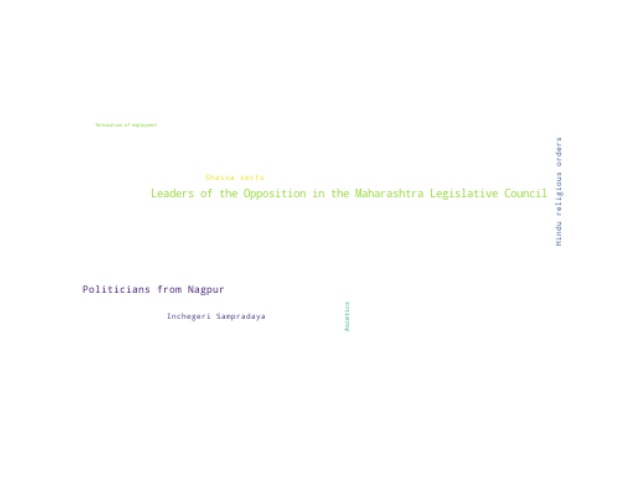 Termination of employment
Shaiva sects
Leaders of the Opposition in the Maharashtra Legislative Council
Hindu religious orders
Politicians from Nagpur
Inchegeri Sampradaya
Ascetics